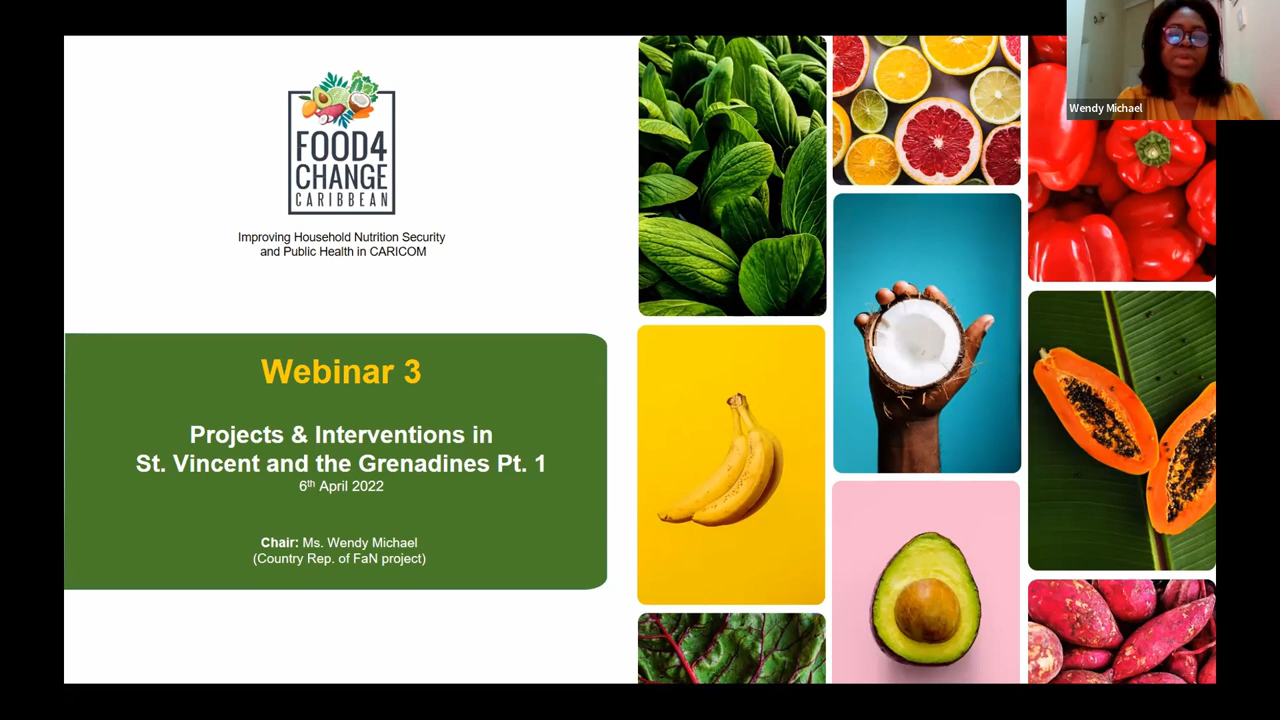 FOOD4
CHANGE
CARIBBEAN
Improving Household Nutrition Security
and Public Health in CARICOM
Webinar 3
Projects & Interventions in
St. Vincent and the Grenadines Pt. 1
6th April 2022
Chair: Ms. Wendy Michael
(Country Rep. of FaN project)
Wendy Michael